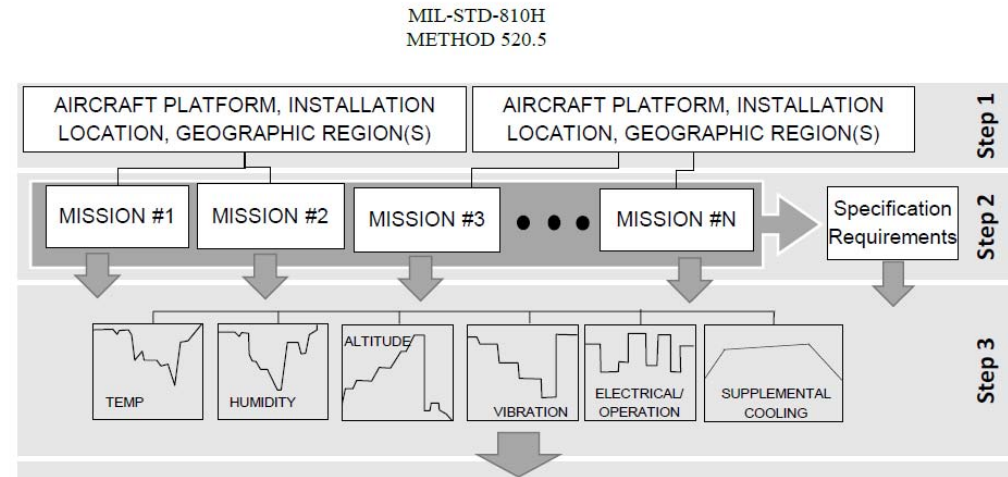 MIL-STD-810H
METHOD 520.5
AIRCRAFT PLATFORM, INSTALLATION
LOCATION, GEOGRAPHIC REGION(S)
AIRCRAFT PLATFORM, INSTALLATION
LOCATION, GEOGRAPHIC REGION(S)
Step 1
MISSION #1
MISSION #2
MISSION #3
MISSION #N
Specification
Requirements
Step 2
TEMP
HUMIDITY
ALTITUDE
VIBRATION
ELECTRICAL/
OPERATION
SUPPLEMENTAL
COOLING
Step 3